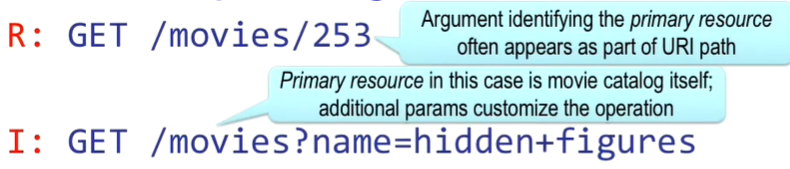 R: GET /movies/253
Argument identifying the primary resource
often appears as part of URI path
Primary resource in this case is movie catalog itself;
additional params customize the operation
I: GET /movies?name=hidden+figures